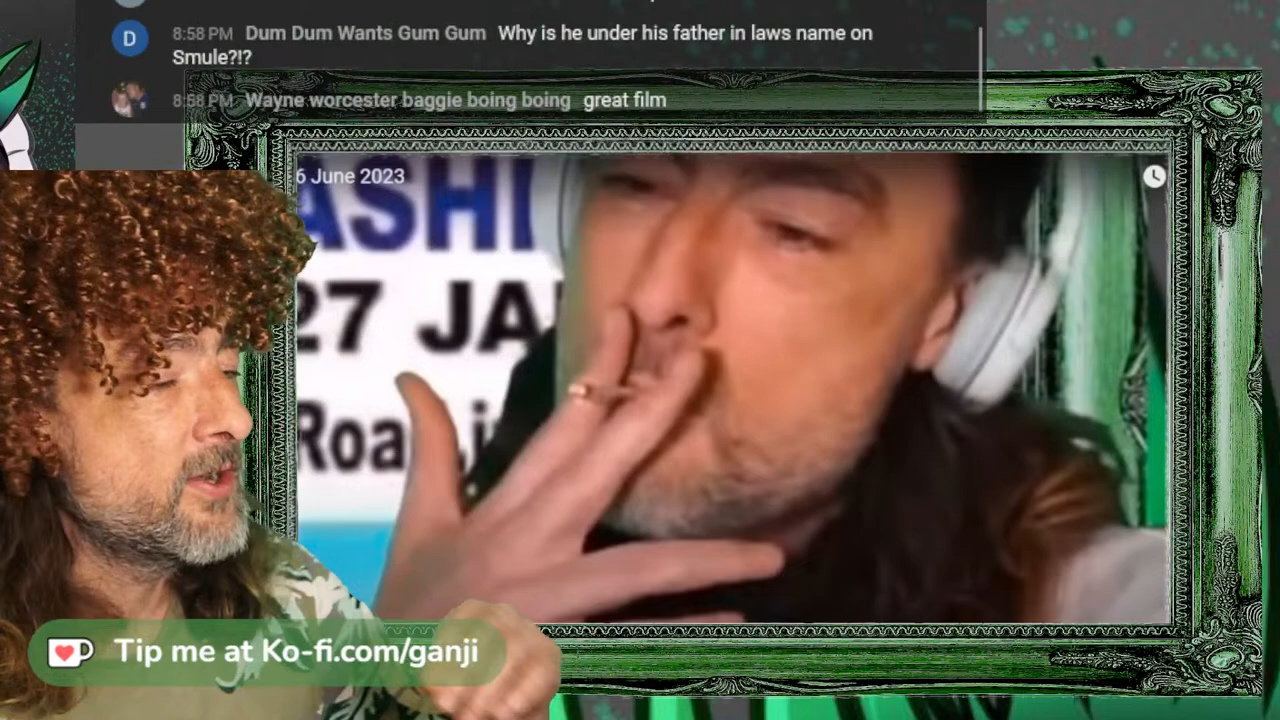 D 8:58 PM Dum Dum Wants Gum Gum Why is he under his father in laws name on
Smule?!?
8:58 PM Wayne worcester baggie boing boing great film
6 June 2023
ASHI
27 JA
Roa
Tip me at Ko-fi.com/ganji